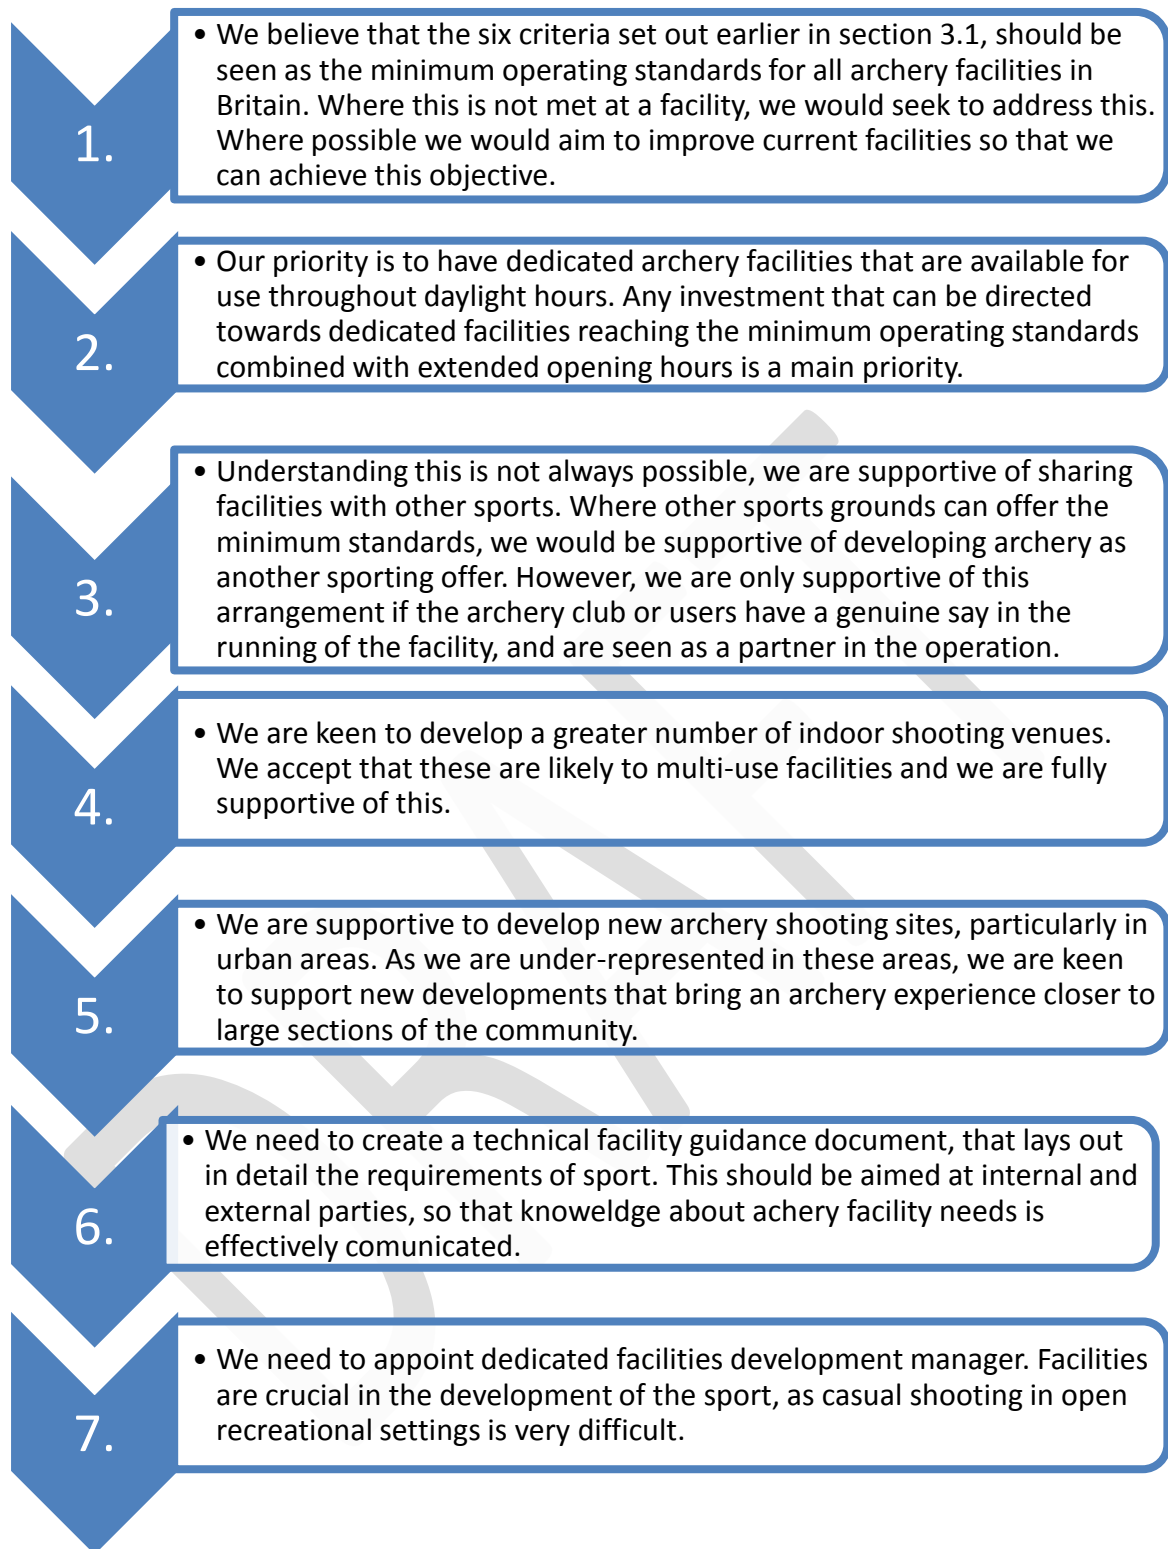 1.
• We believe that the six criteria set out earlier in section 3.1, should be
seen as the minimum operating standards for all archery facilities in
Britain. Where this is not met at a facility, we would seek to address this.
Where possible we would aim to improve current facilities so that we
can achieve this objective.
2.
• Our priority is to have dedicated archery facilities that are available for
use throughout daylight hours. Any investment that can be directed
towards dedicated facilities reaching the minimum operating standards
combined with extended opening hours is a main priority.
3.
• Understanding this is not always possible, we are supportive of sharing
facilities with other sports. Where other sports grounds can offer the
minimum standards, we would be supportive of developing archery as
another sporting offer. However, we are only supportive of this
arrangement if the archery club or users have a genuine say in the
running of the facility, and are seen as a partner in the operation.
4.
• We are keen to develop a greater number of indoor shooting venues.
We accept that these are likely to multi-use facilities and we are fully
supportive of this.
5.
• We are supportive to develop new archery shooting sites, particularly in
urban areas. As we are under-represented in these areas, we are keen
to support new developments that bring an archery experience closer to
large sections of the community.
6.
• We need to create a technical facility guidance document, that lays out
in detail the requirements of sport. This should be aimed at internal and
external parties, so that knoweldge about achery facility needs is
effectively comunicated.
7.
• We need to appoint dedicated facilities development manager. Facilities
are crucial in the development of the sport, as casual shooting in open
recreational settings is very difficult.
DRAFT